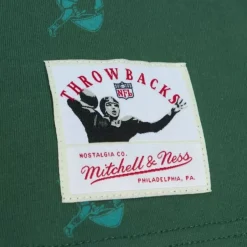 THROWBACKS
NFL
NOSTALGIA CO.
Mitchell & Ness
PHILADELPHIA, PA.